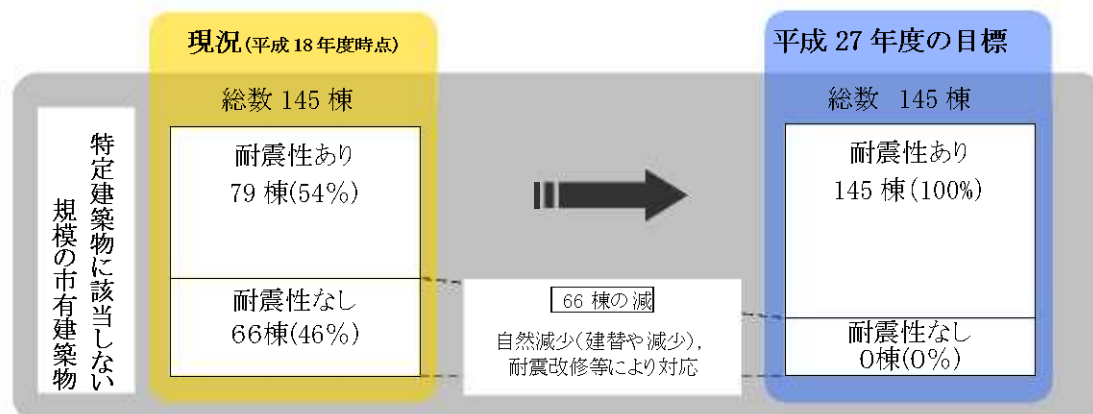 現況(平成18年度時点)
総数 145 棟
耐震性あり
79 棟(54%)
耐震性なし
66棟(46%)
特定建築物に該当しない
規模の市有建築物
66 棟の減
自然減少(建替や減少),
耐震改修等により対応
平成 27 年度の目標
総数 145 棟
耐震性あり
145 棟(100%)
耐震性なし
0棟(0%)